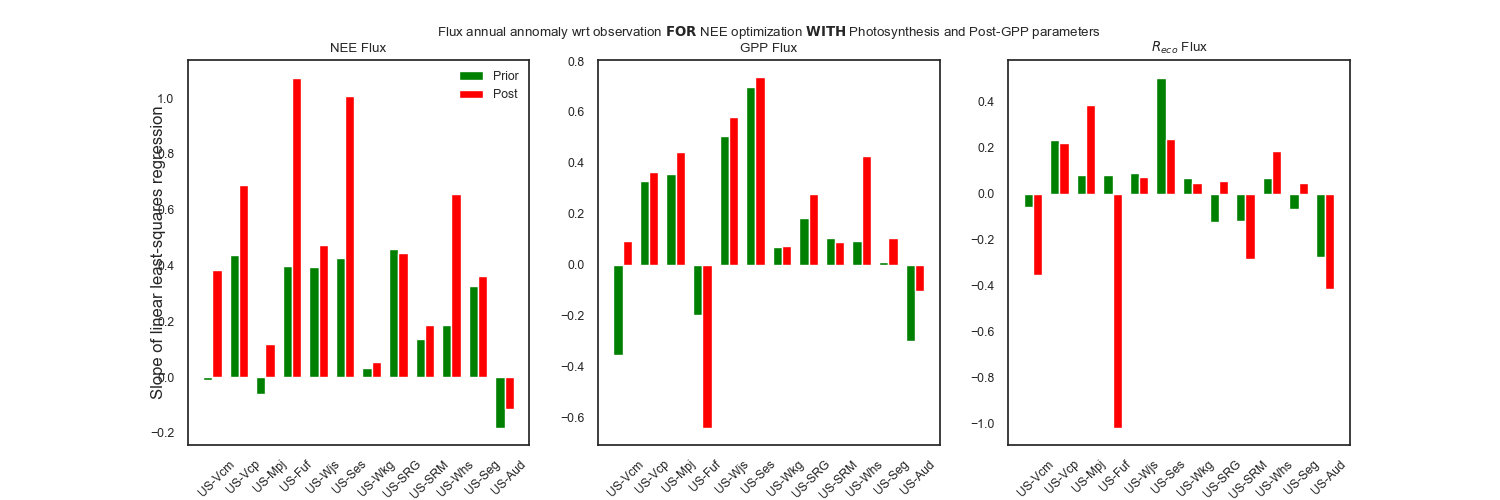 Flux annual annomaly wrt observation FOR NEE optimization WITH Photosynthesis and Post-GPP parameters
NEE Flux
Slope of linear least-squares regression
1.0
0.8
0.6
0.4
0.2
0.0
−0.2
Prior
Post
US-Vcm
US-Vcp
US-Mpj
US-Fuf
US-Wjs
US-Ses
US-Wkg
US-SRG
US-SRM
US-Whs
US-Seg
US-Aud
GPP Flux
0.8
0.6
0.4
0.2
0.0
−0.2
−0.4
−0.6
US-Vcm
US-Vcp
US-Mpj
US-Fuf
US-Wjs
US-Ses
US-Wkg
US-SRG
US-SRM
US-Whs
US-Seg
US-Aud
Reco Flux
0.4
0.2
0.0
−0.2
−0.4
−0.6
−0.8
−1.0
US-Vcm
US-Vcp
US-Mpj
US-Fuf
US-Wjs
US-Ses
US-Wkg
US-SRG
US-SRM
US-Whs
US-Seg
US-Aud